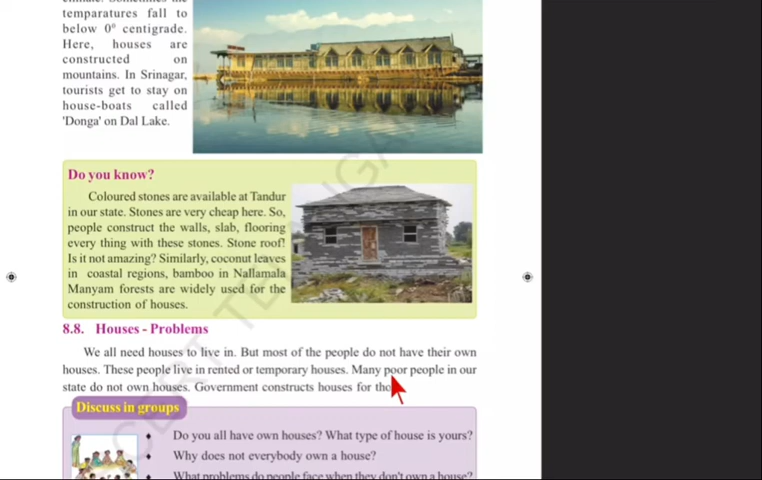 temparatures fall to
below 0° centigrade.
Here, houses are
constructed on
mountains. In Srinagar,
tourists get to stay on
house-boats called
'Donga' on Dal Lake.
Do you know?
Coloured stones are available at Tandur
in our state. Stones are very cheap here. So,
people construct the walls, slab, flooring
every thing with these stones. Stone roof!
Is it not amazing? Similarly, coconut leaves
in coastal regions, bamboo in Nallamala
Manyam forests are widely used for the
construction of houses.
8.8. Houses - Problems
We all need houses to live in. But most of the people do not have their own
houses. These people live in rented or temporary houses. Many poor people in our
state do not own houses. Government constructs houses for
Discuss in groups
♦ Do you all have own houses? What type of house is yours?
♦ Why does not everybody own a house?
♦ What problems do people face when they don't own a house?